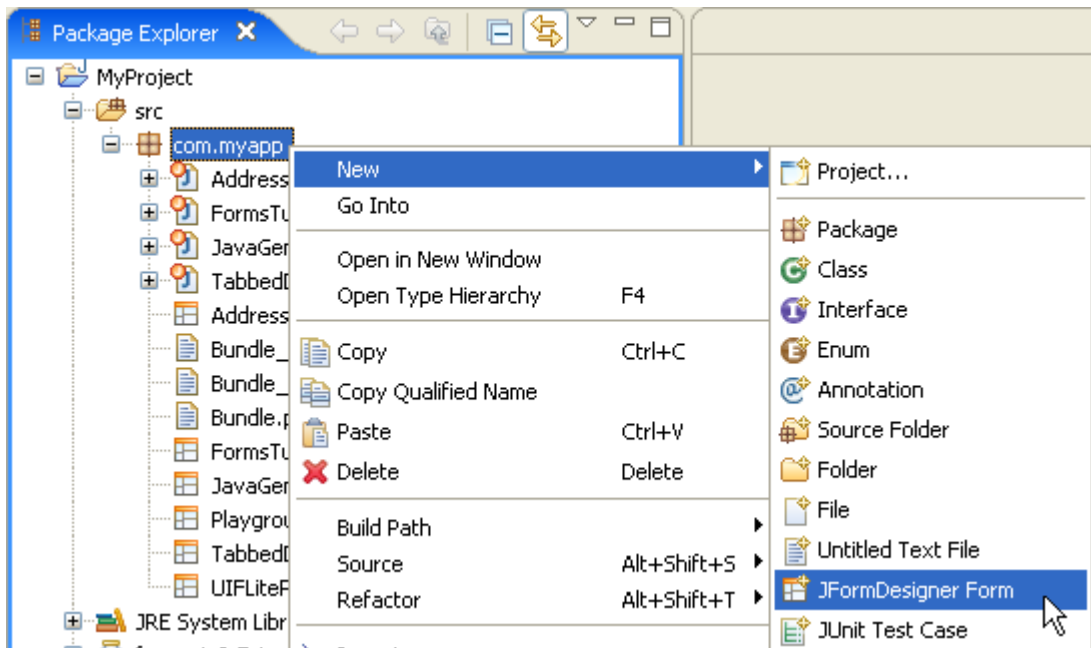 Package Explorer
MyProject
src
com.myapp
Address
FormsTu
JavaGer
Tabbed
Address
Bundle_
Bundle_
Bundle.p
FormsTu
JavaGer
Playgrou
Tabbed
UIFLite
JRE System Libr
New
Go Into
Open in New Window
Open Type Hierarchy F4
Copy Ctrl+C
Copy Qualified Name
Paste Ctrl+V
Delete Delete
Build Path
Source Alt+Shift+S
Refactor Alt+Shift+T
Project...
Package
Class
Interface
Enum
Annotation
Source Folder
Folder
File
Untitled Text File
JFormDesigner Form
JUnit Test Case